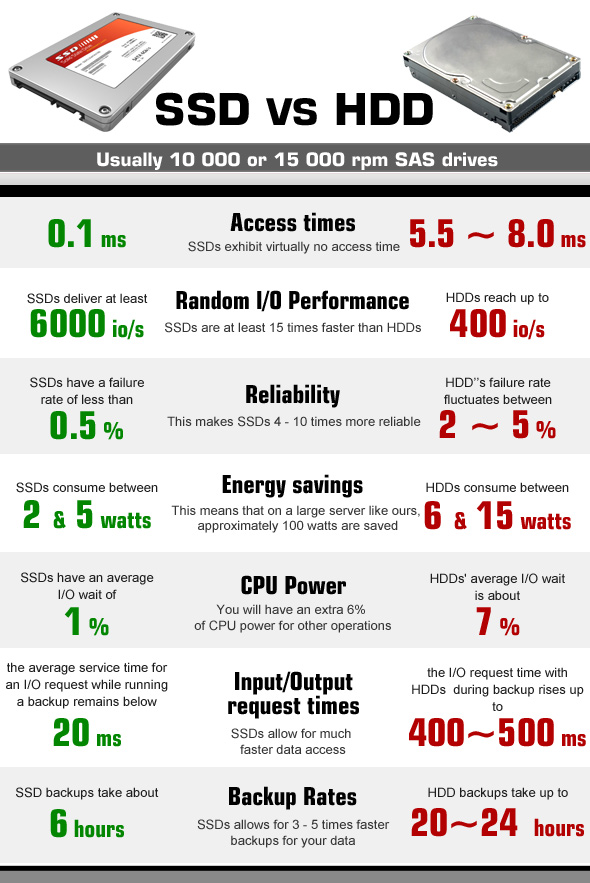 SSD
SSD vs HDD
Usually 10 000 or 15 000 rpm SAS drives
0.1 ms
Access times
SSDs exhibit virtually no access time
5.5 ~ 8.0 ms
SSDs deliver at least
6000 io/s
Random I/O Performance
SSDs are at least 15 times faster than HDDs
HDDs reach up to
400 io/s
SSDs have a failure
rate of less than
0.5 %
Reliability
This makes SSDs 4 - 10 times more reliable
HDD''s failure rate
fluctuates between
2 ~ 5 %
SSDs consume between
2 & 5 watts
Energy savings
This means that on a large server like ours,
approximately 100 watts are saved
HDDs consume between
6 & 15 watts
SSDs have an average
I/O wait of
1 %
CPU Power
You will have an extra 6%
of CPU power for other operations
HDDs' average I/O wait
is about
7 %
the average service time for
an I/O request while running
a backup remains below
20 ms
Input/Output
request times
SSDs allow for much
faster data access
the I/O request time with
HDDs during backup rises up
to
400~500 ms
SSD backups take about
6 hours
Backup Rates
SSDs allows for 3 - 5 times faster
backups for your data
HDD backups take up to
20~24 hours